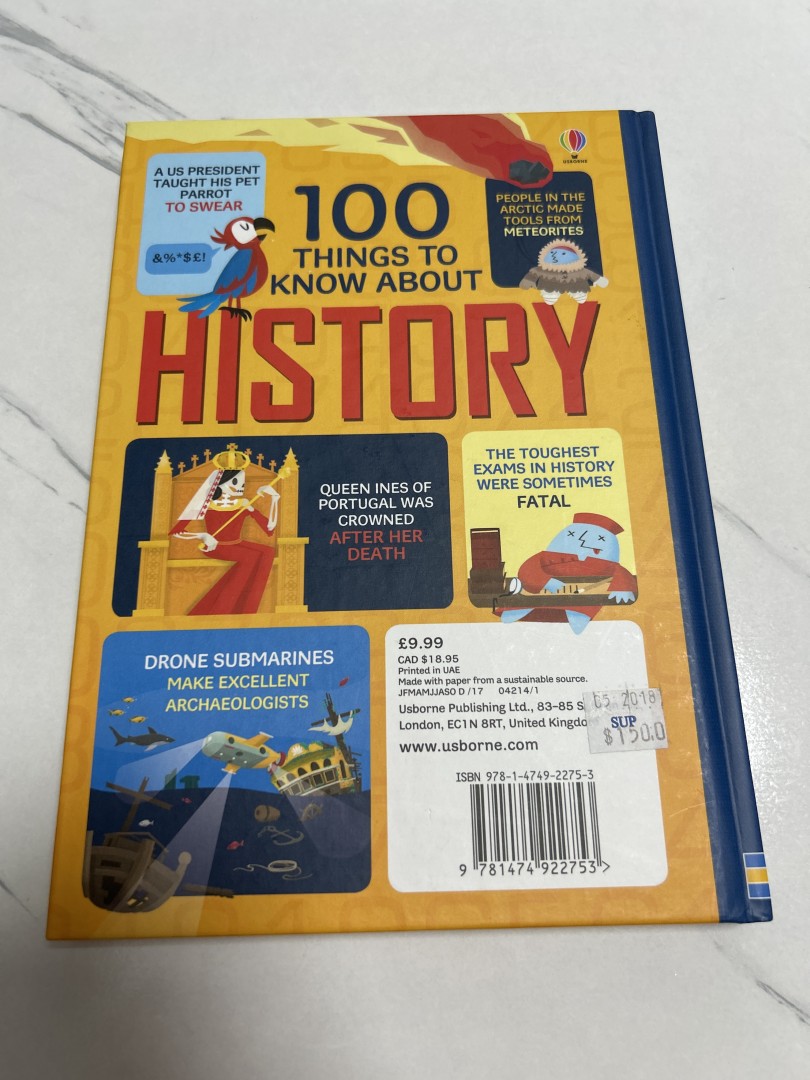 USBORNE
A US PRESIDENT
TAUGHT HIS PET
PARROT
TO SWEAR
&%*$£!
100
THINGS TO
KNOW ABOUT
HISTORY
PEOPLE IN THE
ARCTIC MADE
TOOLS FROM
METEORITES
QUEEN INES OF
PORTUGAL WAS
CROWNED
AFTER HER
DEATH
THE TOUGHEST
EXAMS IN HISTORY
WERE SOMETIMES
FATAL
DRONE SUBMARINES
MAKE EXCELLENT
ARCHAEOLOGISTS
£9.99
CAD $18.95
Printed in UAE
Made with paper from a sustainable source.
JFMAMJJASO D /17 04214/1
Usborne Publishing Ltd., 83–85 S
London, EC1N 8RT, United Kingdo
www.usborne.com
05 2018
SUP
$150.0
ISBN 978-1-4749-2275-3
9 781474 922753 >